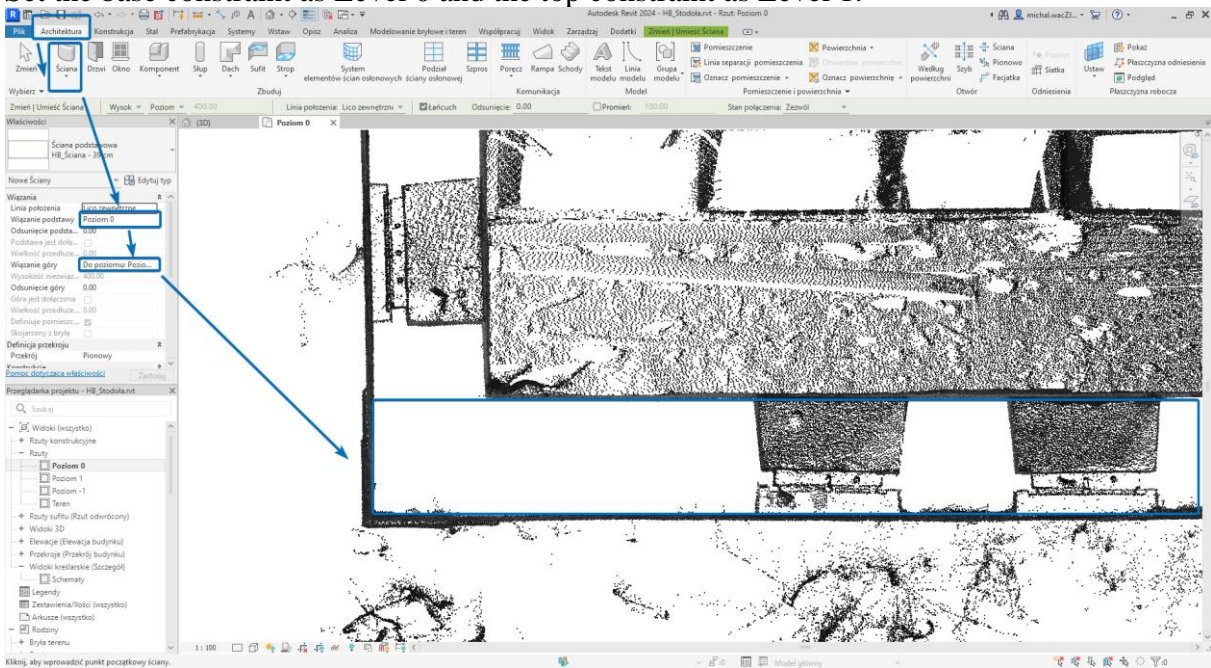 Set the base constraint as Level 0 and the top constraint as Level 1.
Autodesk Revit 2024 - HB_Stodoła.rvt - Rzut: Poziom 0
michal.wacZJ...
Plik Architektura Konstrukcja Stal Prefabrykacja Systemy Wstaw Opisz Analiza Modelowanie bryłowe i teren Współpracuj Widok Zarządzaj Dodatki Zmień | Umieść Ściana
Zmień Ściana Drzwi Okno Komponent Słup Dach Sufit Strop System elementów ścian osłonowych Podział ściany osłonowej Szpros Poręcz Rampa Schody Tekst modelu Linia modelu Grupa modelu
Pomieszczenie Powierzchnia
Linia separacji pomieszczenia
Oznacz pomieszczenie Oznacz powierzchnię
Według powierzchni Szyb Ściana Pionowo Facjatka Siatka Ustaw Pokaż Płaszczyzna odniesienia Podgląd
Wybierz Zbuduj Komunikacja Model Pomieszczenie i powierzchnia Otwór Odniesienia Płaszczyzna robocza
Zmień | Umieść Ściana Wysok Poziom 400.00 Linia położenia: Lico zewnętrzn Łańcuch Odsunięcie: 0.00 Promień: 100.00 Stan połączenia: Zezwól
Właściwości X
{3D} Poziom 0 X
Ściana podstawowa
Nowe Ściany Edytuj typ
Wiązania
Linia położenia Lico zewnętrzne
Wiązanie podstawy Poziom 0
Odsunięcie podsta... 0.00
Podstawa jest dołą...
Wielkość przedłuże... 0.00
Wiązanie góry Do poziomu: Pozio...
Wysokość niezwiąz... 400.00
Odsunięcie góry 0.00
Góra jest dołączona
Wielkość przedłuże... 0.00
Definiuje pomieszc...
Skojarzony z bryłą
Definicja przekroju
Przekrój Pionowy
Konstrukcja
Pomoc dotycząca właściwości Zastosuj
Przeglądarka projektu - HB_Stodoła.rvt X
Szukaj
Widoki (wszystko)
Rzuty konstrukcyjne
Rzuty
Poziom 0
Poziom 1
Poziom -1
Teren
Rzuty sufitu (Rzut odwrócony)
Widoki 3D
Elewacje (Elewacja budynku)
Przekroje (Przekrój budynku)
Widoki kreślarskie (Szczegół)
Schematy
Legendy
Zestawienia/Ilości (wszystko)
Arkusze (wszystko)
Rodziny
Bryła terenu
1 : 100
Kliknij, aby wprowadzić punkt początkowy ściany.
:0 Model główny :0